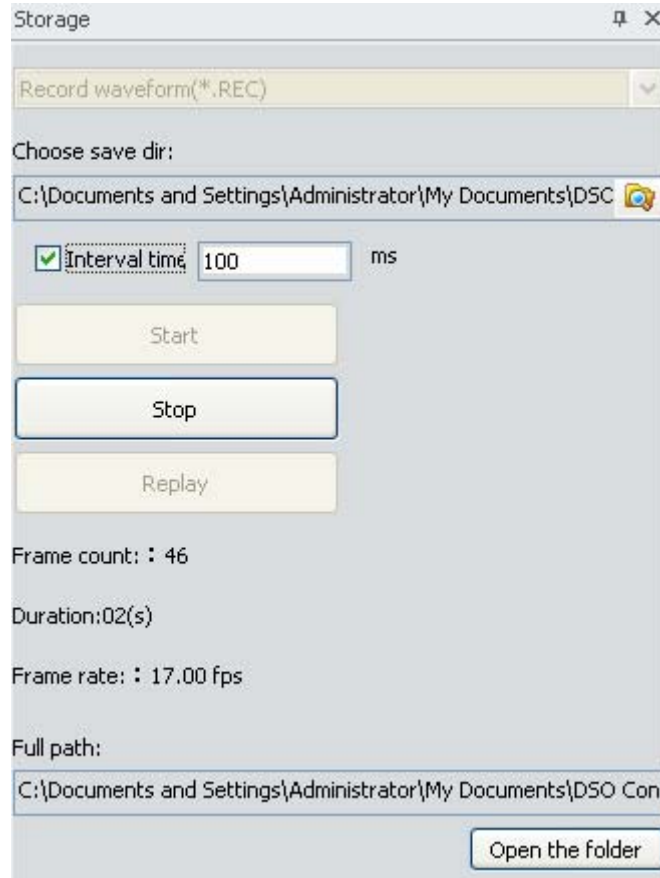 Storage
Record waveform(*.REC)
Choose save dir:
C:\Documents and Settings\Administrator\My Documents\DSC
Interval time 100 ms
Start
Stop
Replay
Frame count: : 46
Duration:02(s)
Frame rate: : 17.00 fps
Full path:
C:\Documents and Settings\Administrator\My Documents\DSO Con
Open the folder